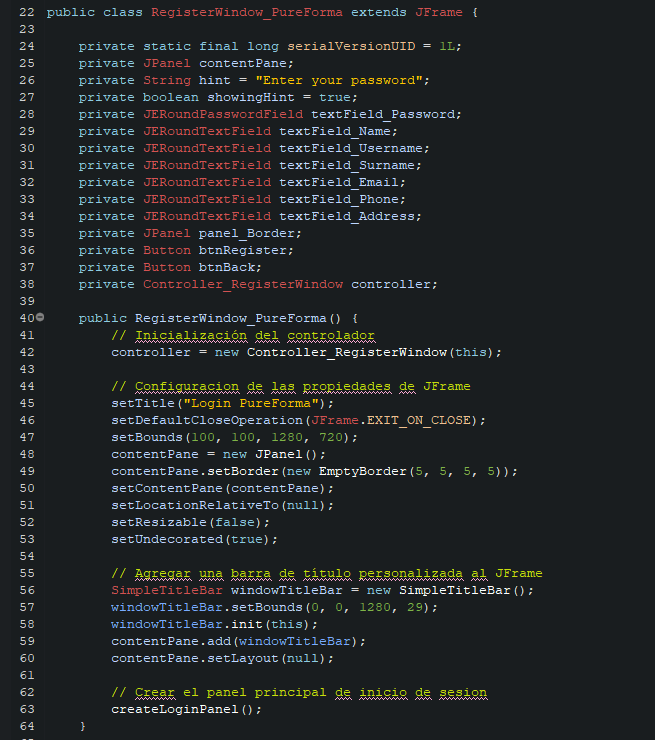 22 public class RegisterWindow_PureForma extends JFrame {
23
24     private static final long serialVersionUID = 1L;
25     private JPanel contentPane;
26     private String hint = "Enter your password";
27     private boolean showingHint = true;
28     private JERoundPasswordField textField_Password;
29     private JERoundTextField textField_Name;
30     private JERoundTextField textField_Username;
31     private JERoundTextField textField_Surname;
32     private JERoundTextField textField_Email;
33     private JERoundTextField textField_Phone;
34     private JERoundTextField textField_Address;
35     private JPanel panel_Border;
36     private Button btnRegister;
37     private Button btnBack;
38     private Controller_RegisterWindow controller;
39
40     public RegisterWindow_PureForma() {
41         // Inicialización del controlador
42         controller = new Controller_RegisterWindow(this);
43
44         // Configuracion de las propiedades de JFrame
45         setTitle("Login PureForma");
46         setDefaultCloseOperation(JFrame.EXIT_ON_CLOSE);
47         setBounds(100, 100, 1280, 720);
48         contentPane = new JPanel();
49         contentPane.setBorder(new EmptyBorder(5, 5, 5, 5));
50         setContentPane(contentPane);
51         setLocationRelativeTo(null);
52         setResizable(false);
53         setUndecorated(true);
54
55         // Agregar una barra de título personalizada al JFrame
56         SimpleTitleBar windowTitleBar = new SimpleTitleBar();
57         windowTitleBar.setBounds(0, 0, 1280, 29);
58         windowTitleBar.init(this);
59         contentPane.add(windowTitleBar);
60         contentPane.setLayout(null);
61
62         // Crear el panel principal de inicio de sesion
63         createLoginPanel();
64     }